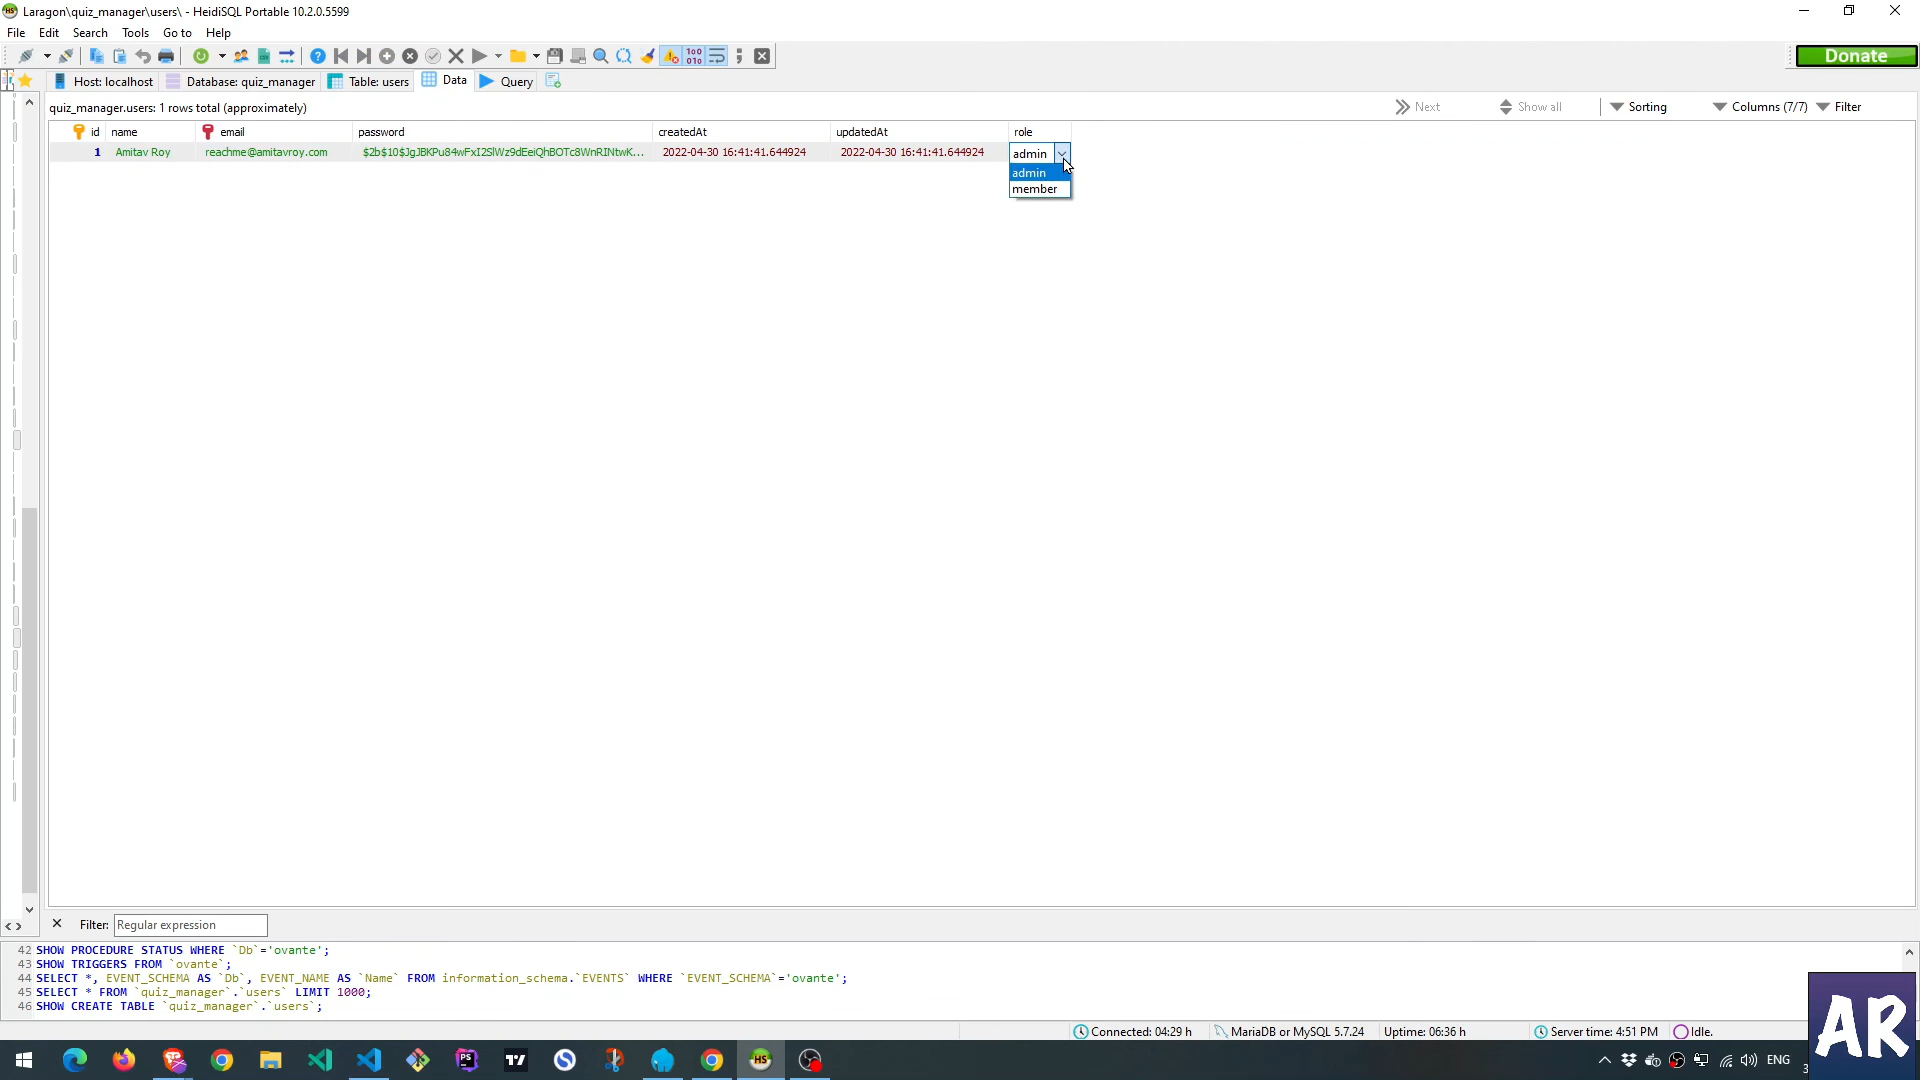 Laragon\quiz_manager\users\ - HeidiSQL Portable 10.2.0.5599
File Edit Search Tools Go to Help
Donate
Host: localhost Database: quiz_manager Table: users Data Query
quiz_manager.users: 1 rows total (approximately) Next Show all Sorting Columns (7/7) Filter
id name email password createdAt updatedAt role
1 Amitav Roy reachme@amitavroy.com $2b$10$JgJBKPu84wFxI2SlWz9dEeiQhBOTc8WnRINtwK... 2022-04-30 16:41:41.644924 2022-04-30 16:41:41.644924 admin
admin
member
Filter: Regular expression
42 SHOW PROCEDURE STATUS WHERE `Db`='ovante';
43 SHOW TRIGGERS FROM `ovante`;
44 SELECT *, EVENT_SCHEMA AS `Db`, EVENT_NAME AS `Name` FROM information_schema.`EVENTS` WHERE `EVENT_SCHEMA`='ovante';
45 SELECT * FROM `quiz_manager`.`users` LIMIT 1000;
46 SHOW CREATE TABLE `quiz_manager`.`users`;
Connected: 04:29 h MariaDB or MySQL 5.7.24 Uptime: 06:36 h Server time: 4:51 PM Idle.
ENG
AR